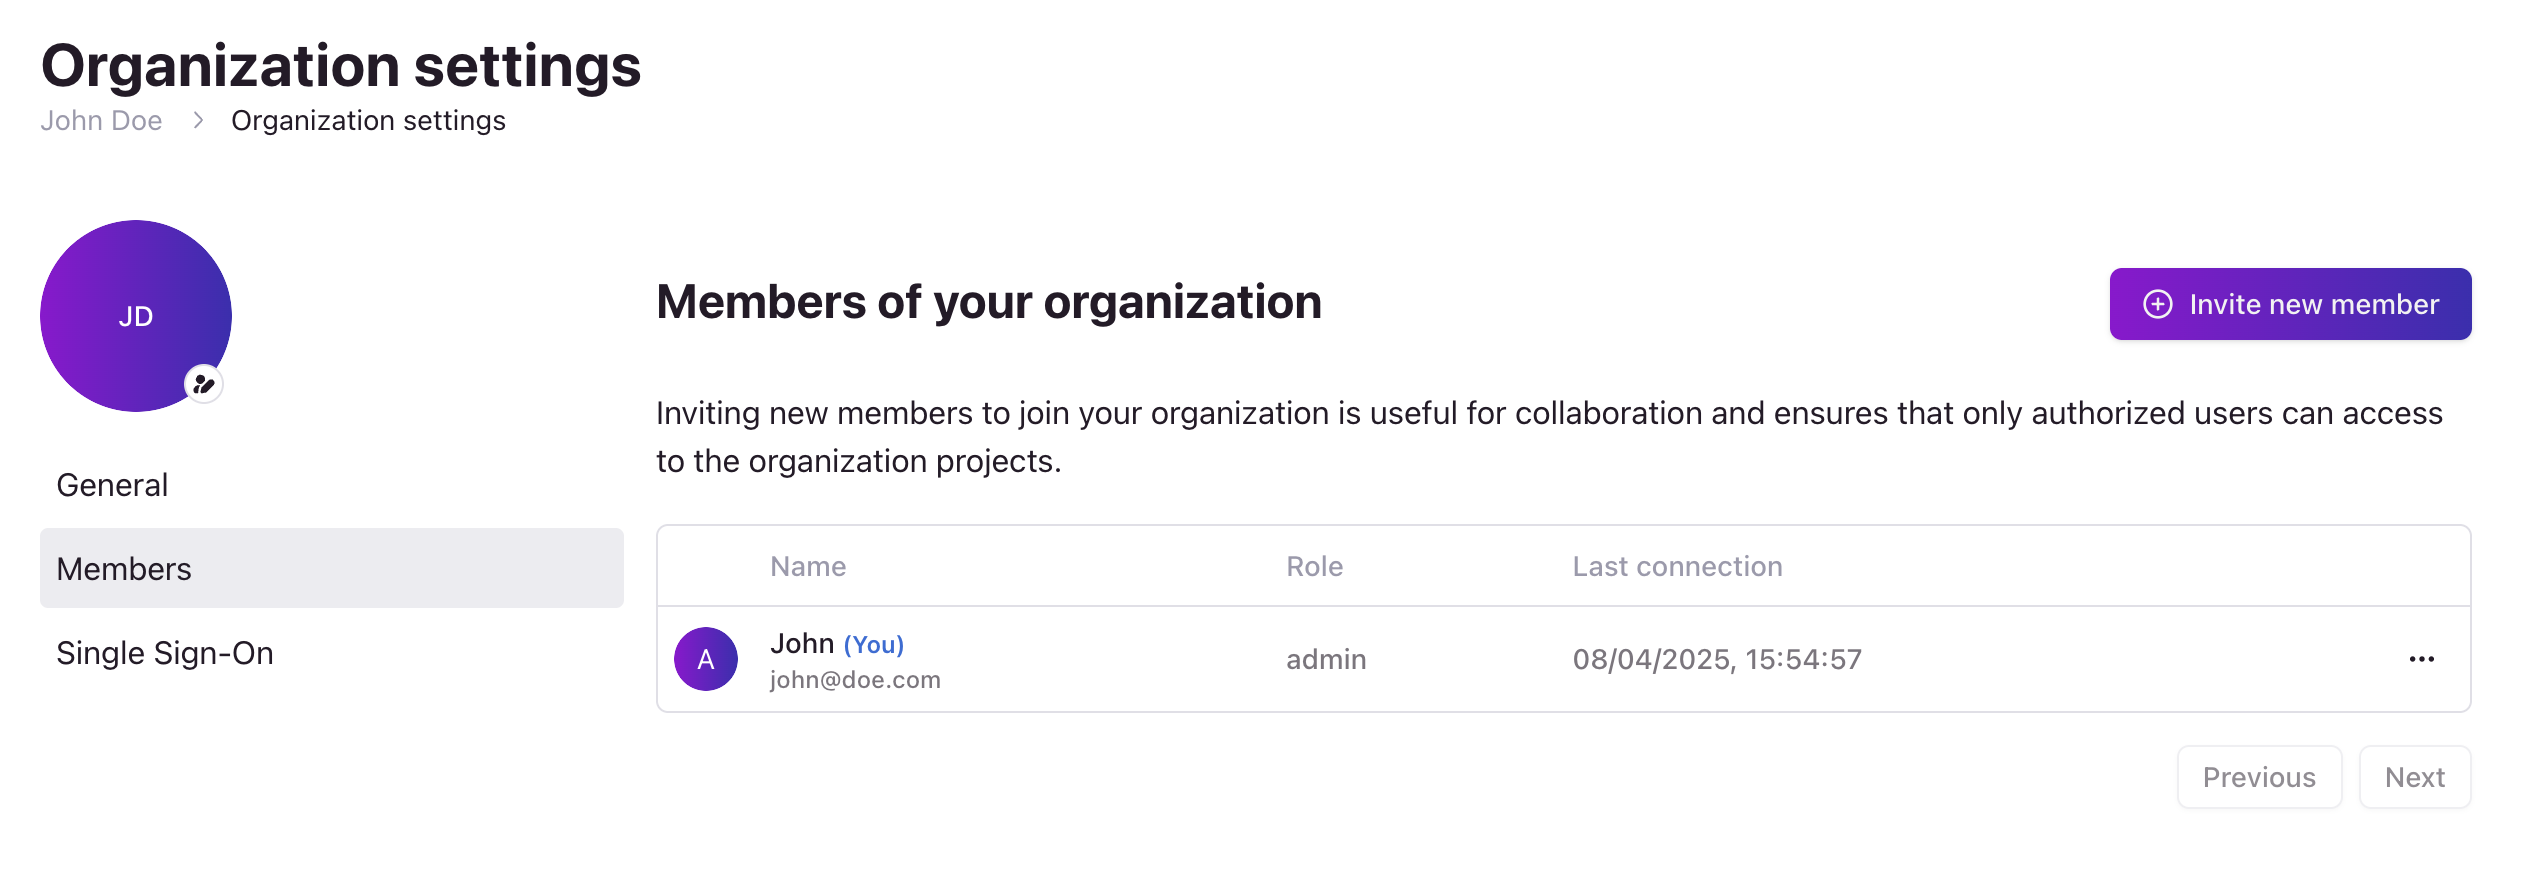 Organization settings
John Doe > Organization settings
JD
General
Members
Single Sign-On
Members of your organization
Invite new member
Inviting new members to join your organization is useful for collaboration and ensures that only authorized users can access
to the organization projects.
Name Role Last connection
A John (You) admin 08/04/2025, 15:54:57
john@doe.com
Previous Next